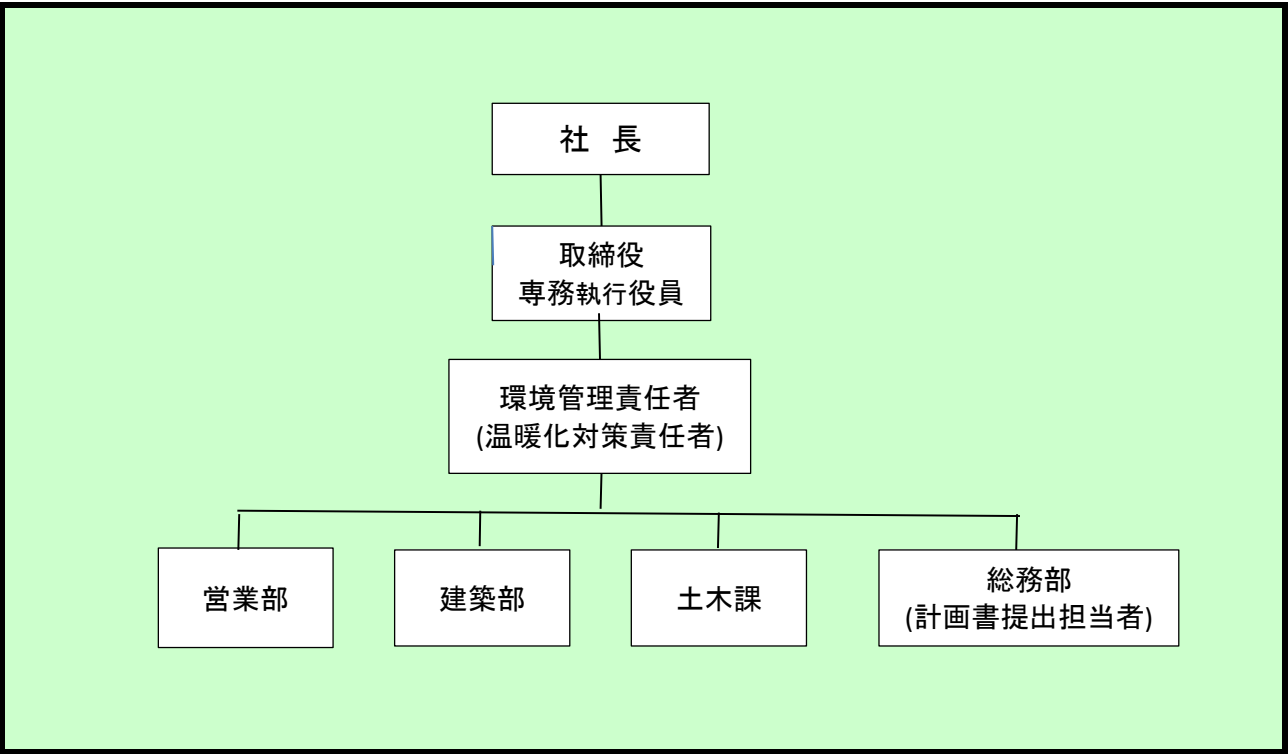 社 長
取締役
専務執行役員
環境管理責任者
(温暖化対策責任者)
営業部
建築部
土木課
総務部
(計画書提出担当者)